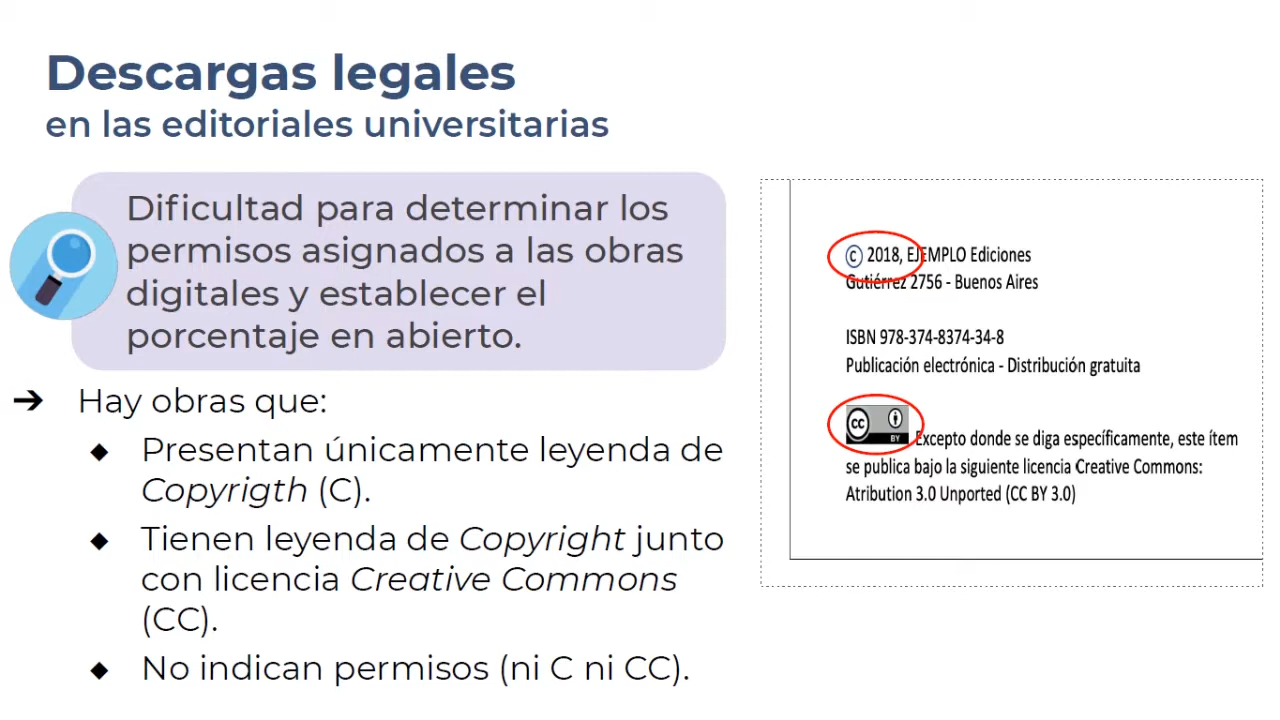 Descargas legales
en las editoriales universitarias
Dificultad para determinar los
permisos asignados a las obras
digitales y establecer el
porcentaje en abierto.
➔ Hay obras que:
◆ Presentan únicamente leyenda de
Copyrigth (C).
◆ Tienen leyenda de Copyright junto
con licencia Creative Commons
(CC).
◆ No indican permisos (ni C ni CC).
© 2018, EJEMPLO Ediciones
Gutiérrez 2756 - Buenos Aires
ISBN 978-374-8374-34-8
Publicación electrónica - Distribución gratuita
CC BY Excepto donde se diga específicamente, este ítem
se publica bajo la siguiente licencia Creative Commons:
Atribution 3.0 Unported (CC BY 3.0)